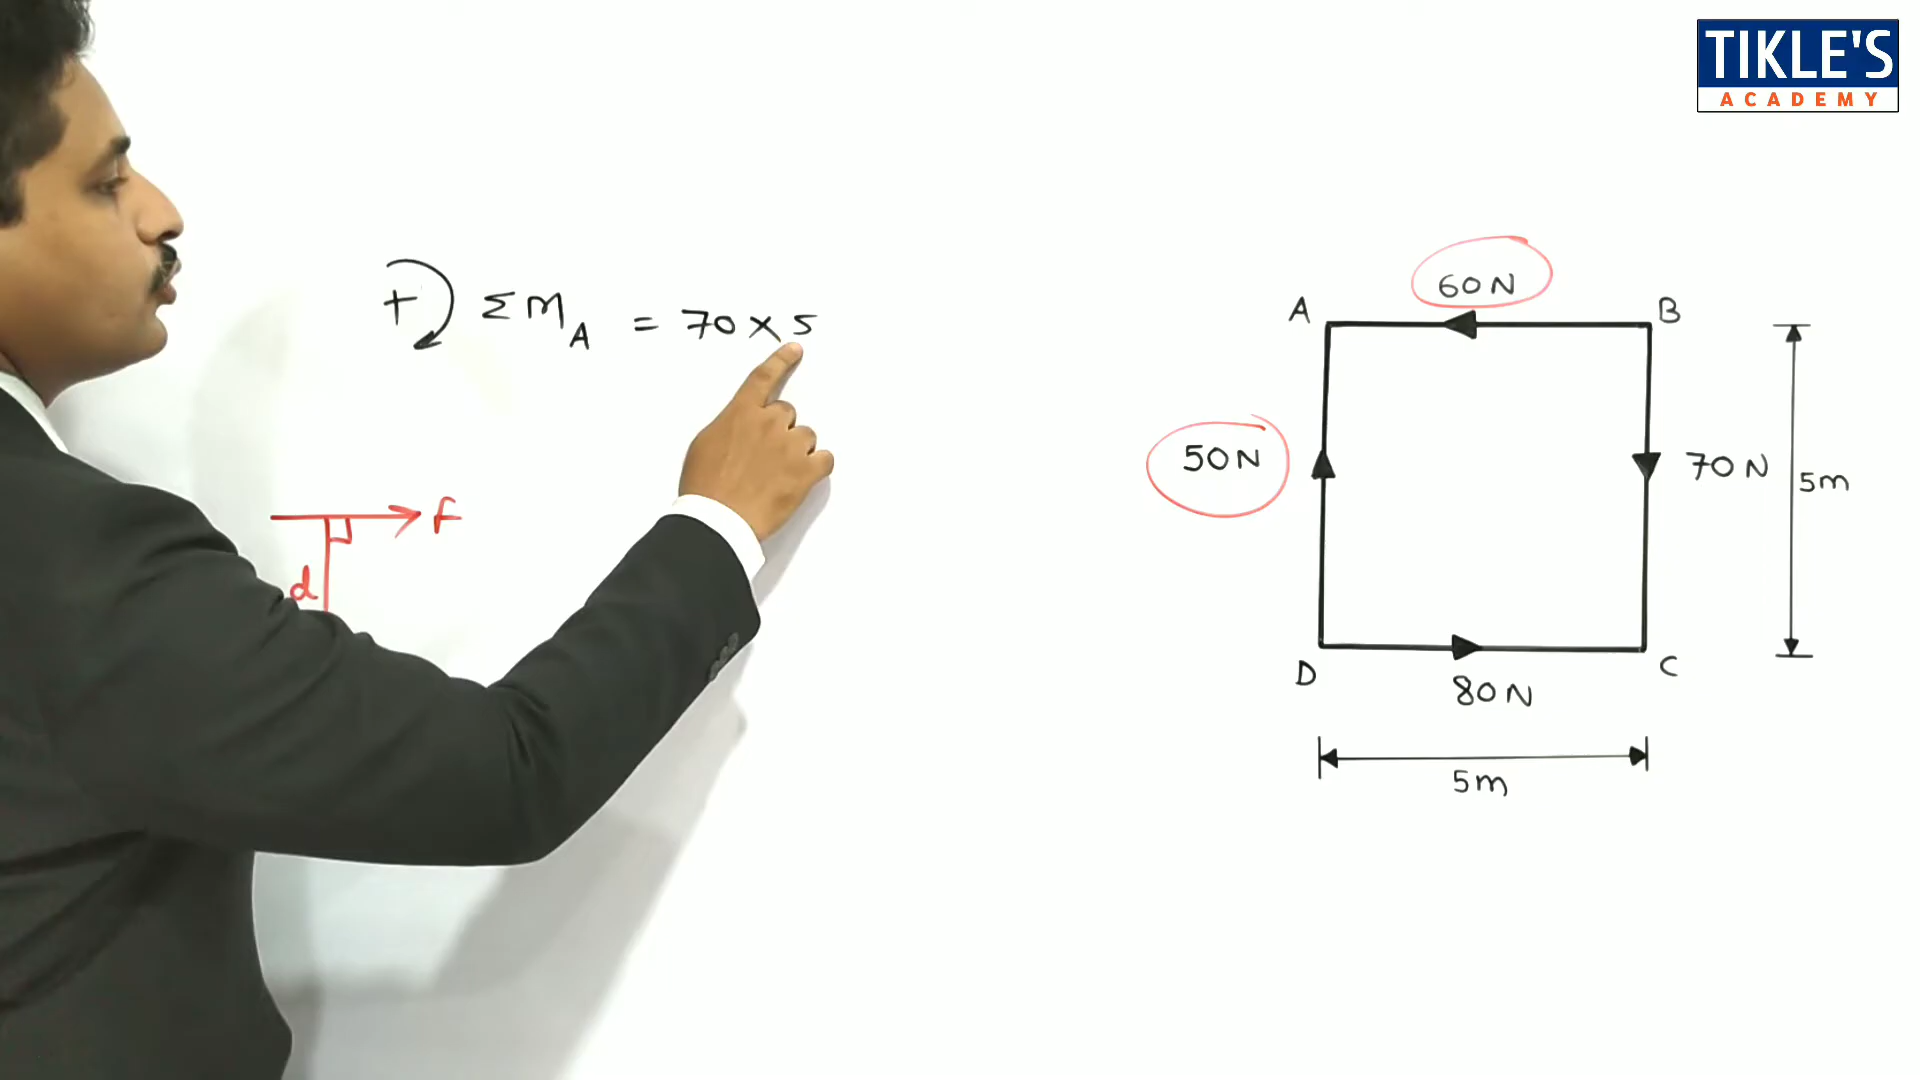 TIKLE'S
ACADEMY
+ ΣM_A = 70 × 5
F
d
60N
A
B
50N
70N
5m
D
C
80N
5m